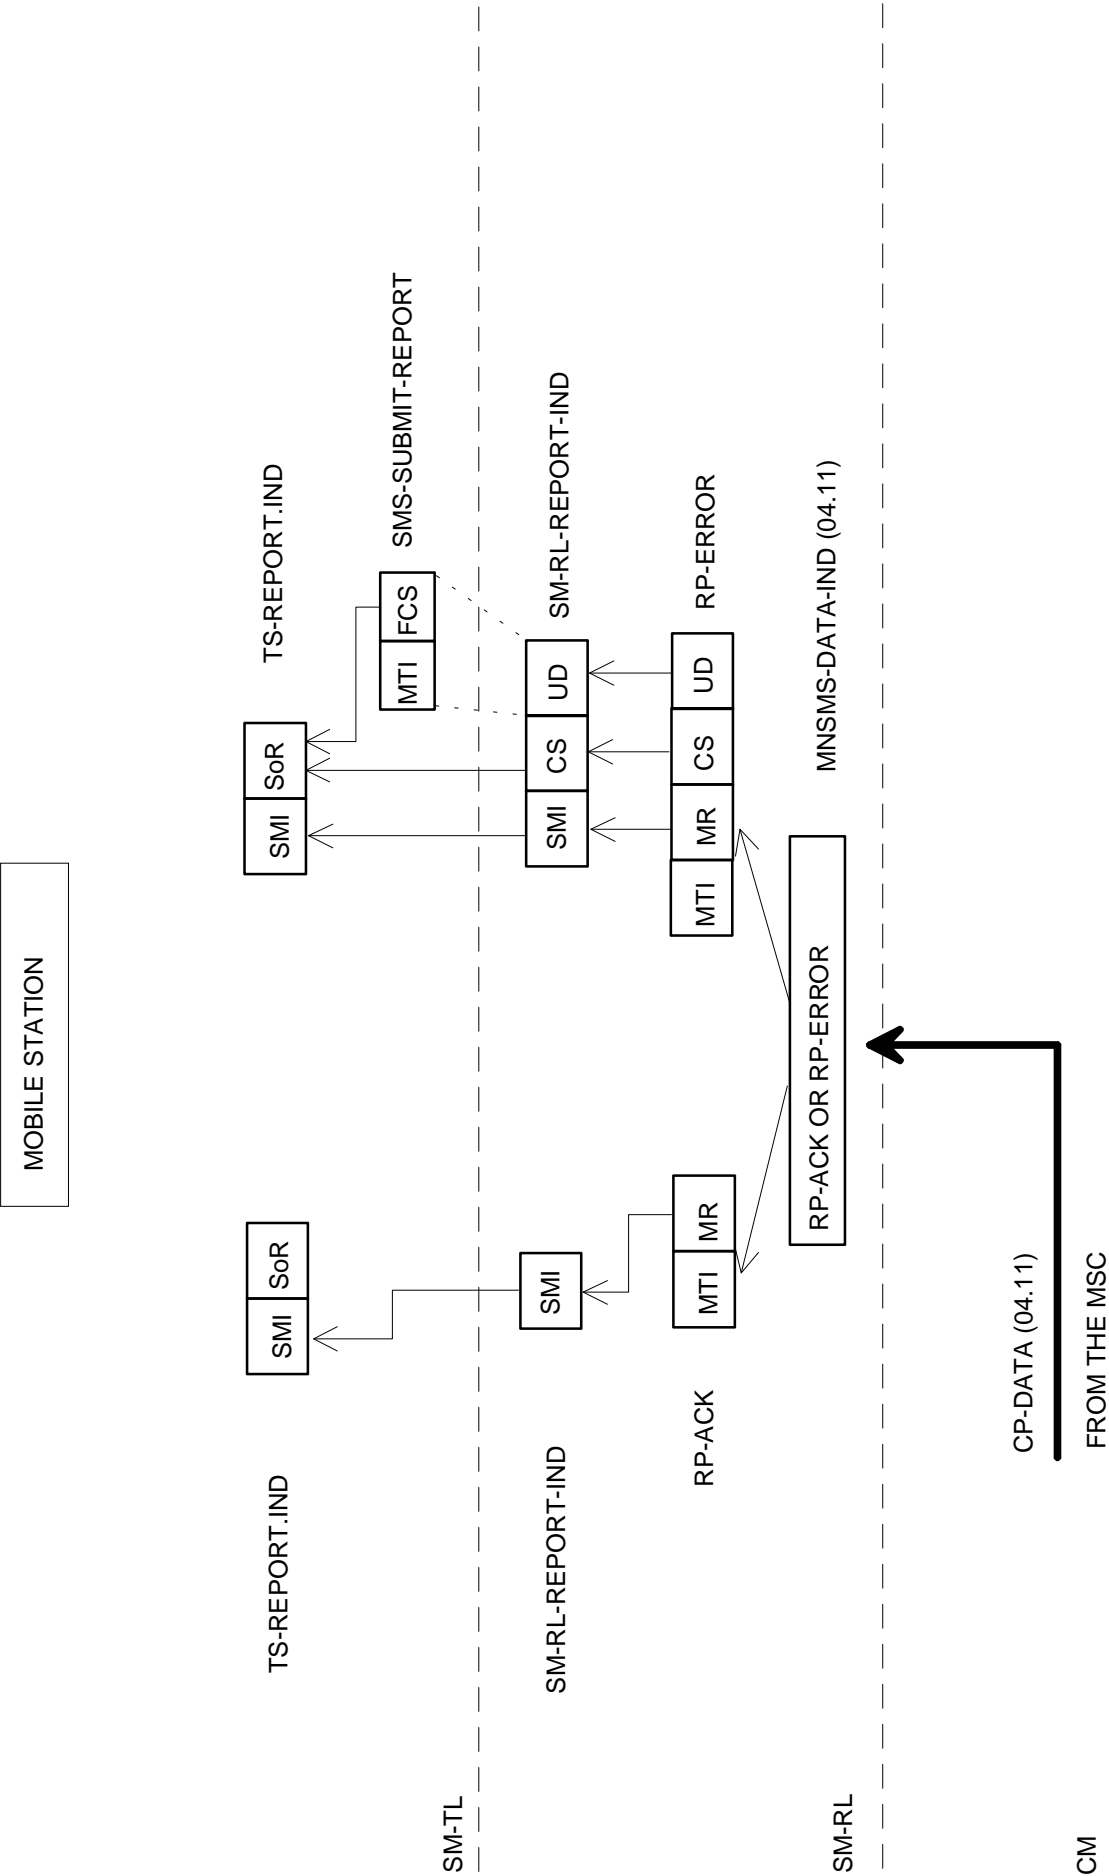 MOBILE STATION
TS-REPORT.IND
SMI
SoR
SMI
SoR
TS-REPORT.IND
MTI
FCS
SMS-SUBMIT-REPORT
SM-TL
SM-RL-REPORT-IND
SMI
SMI
CS
UD
SM-RL-REPORT-IND
RP-ACK
MTI
MR
MTI
MR
CS
UD
RP-ERROR
RP-ACK OR RP-ERROR
MNSMS-DATA-IND (04.11)
SM-RL
CP-DATA (04.11)
CM
FROM THE MSC